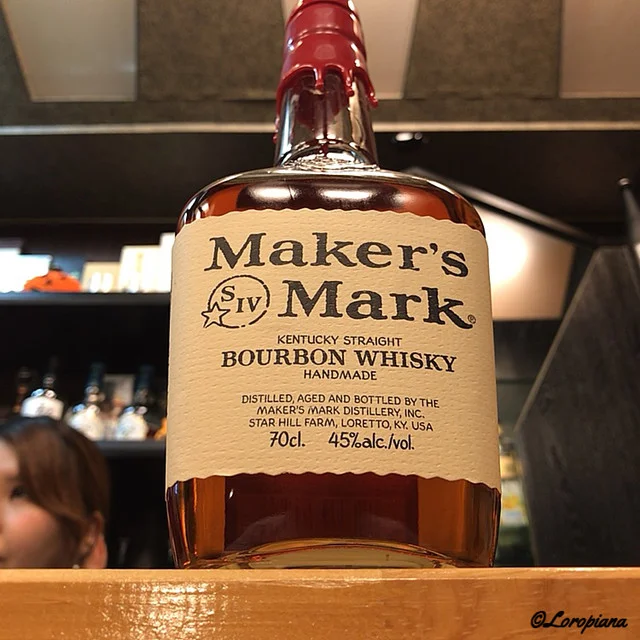 Maker's
SIV Mark®
KENTUCKY STRAIGHT
BOURBON WHISKY
HANDMADE
DISTILLED, AGED AND BOTTLED BY THE
MAKER'S MARK DISTILLERY, INC.
STAR HILL FARM, LORETTO, KY. USA
70cl. 45%alc./vol.
©Loropiana